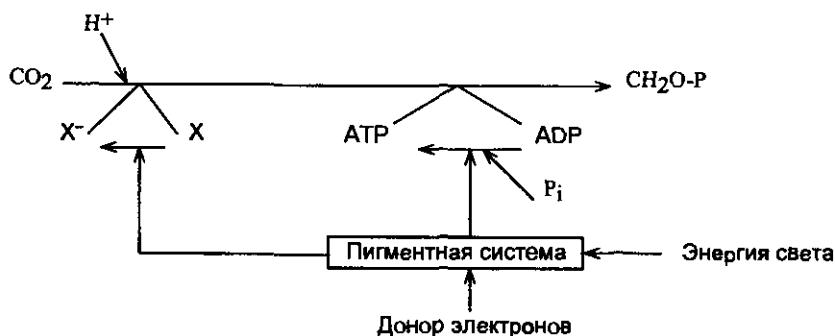 H+
CO2 CH2O-P
X- X ATP ADP
Pi
Пигментная система Энергия света
Донор электронов